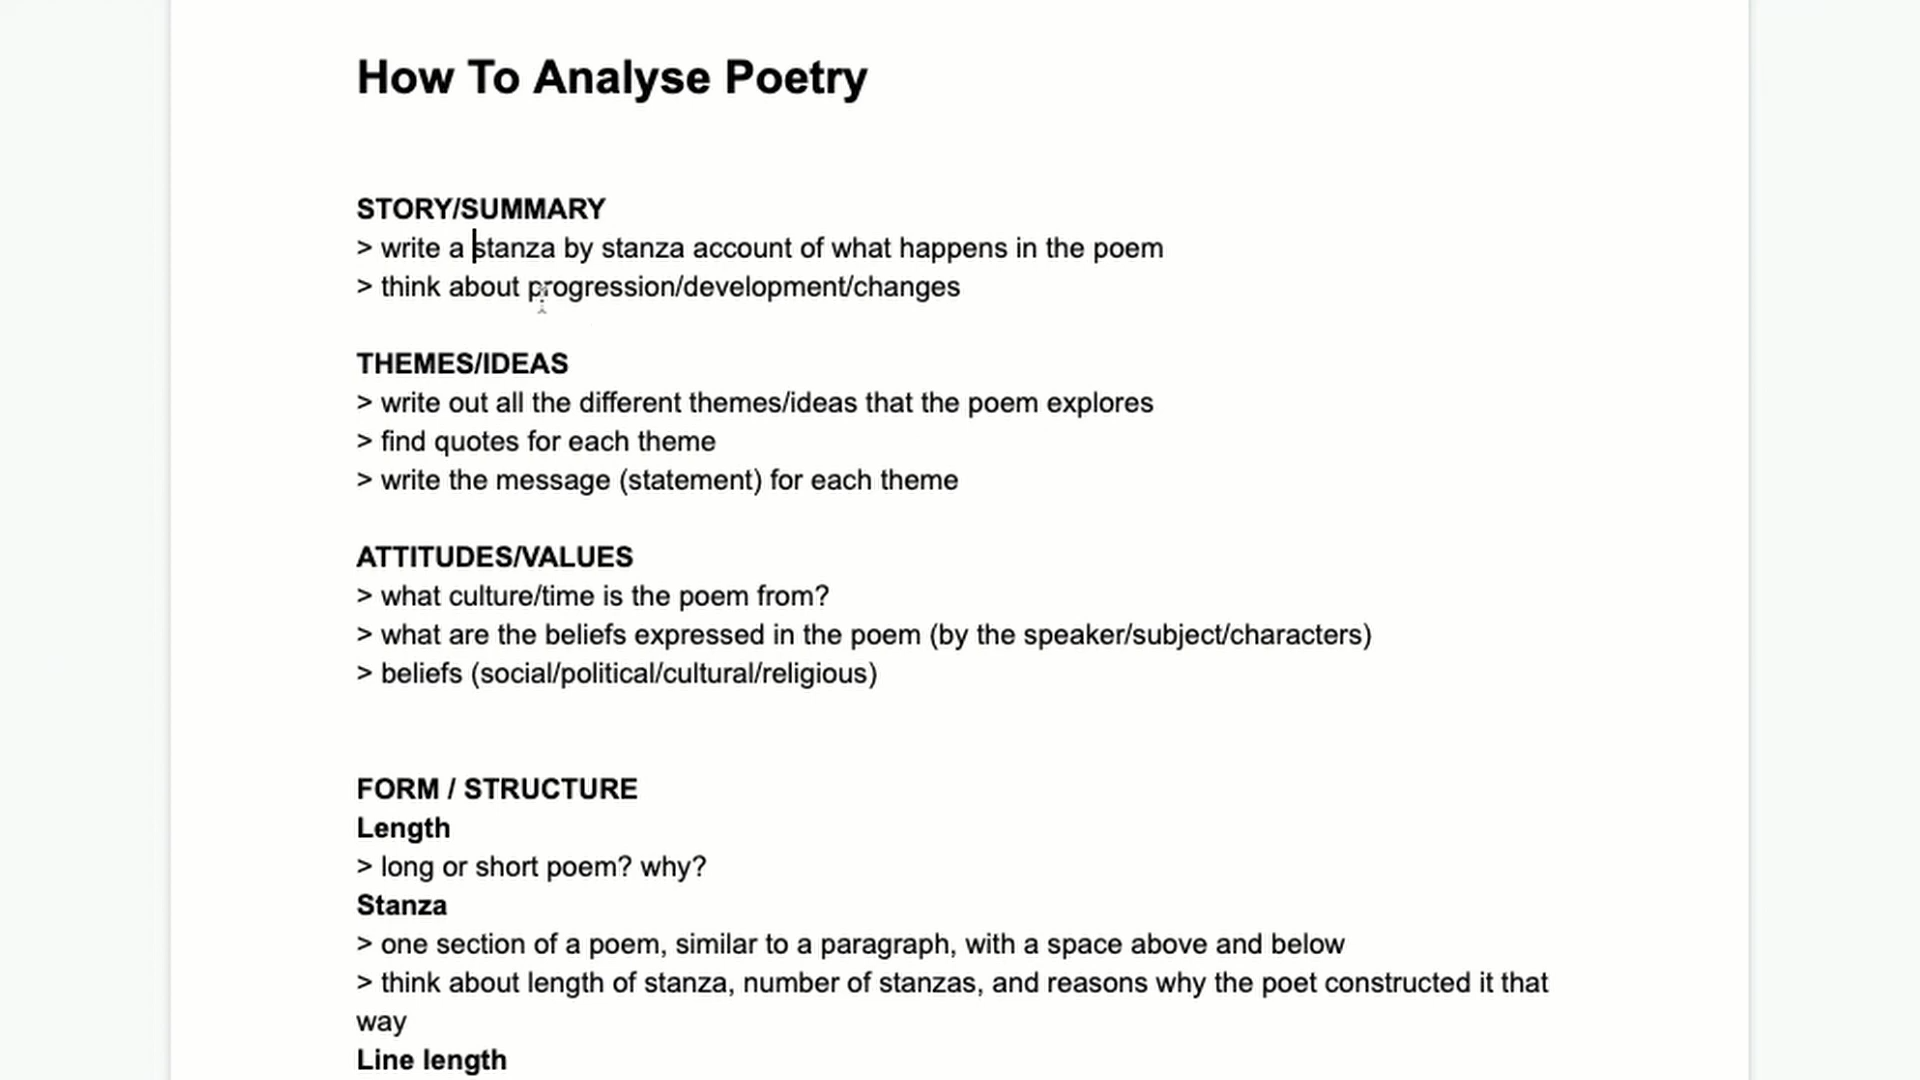 How To Analyse Poetry
STORY/SUMMARY
> write a stanza by stanza account of what happens in the poem
> think about progression/development/changes
THEMES/IDEAS
> write out all the different themes/ideas that the poem explores
> find quotes for each theme
> write the message (statement) for each theme
ATTITUDES/VALUES
> what culture/time is the poem from?
> what are the beliefs expressed in the poem (by the speaker/subject/characters)
> beliefs (social/political/cultural/religious)
FORM / STRUCTURE
Length
> long or short poem? why?
Stanza
> one section of a poem, similar to a paragraph, with a space above and below
> think about length of stanza, number of stanzas, and reasons why the poet constructed it that
way
Line length